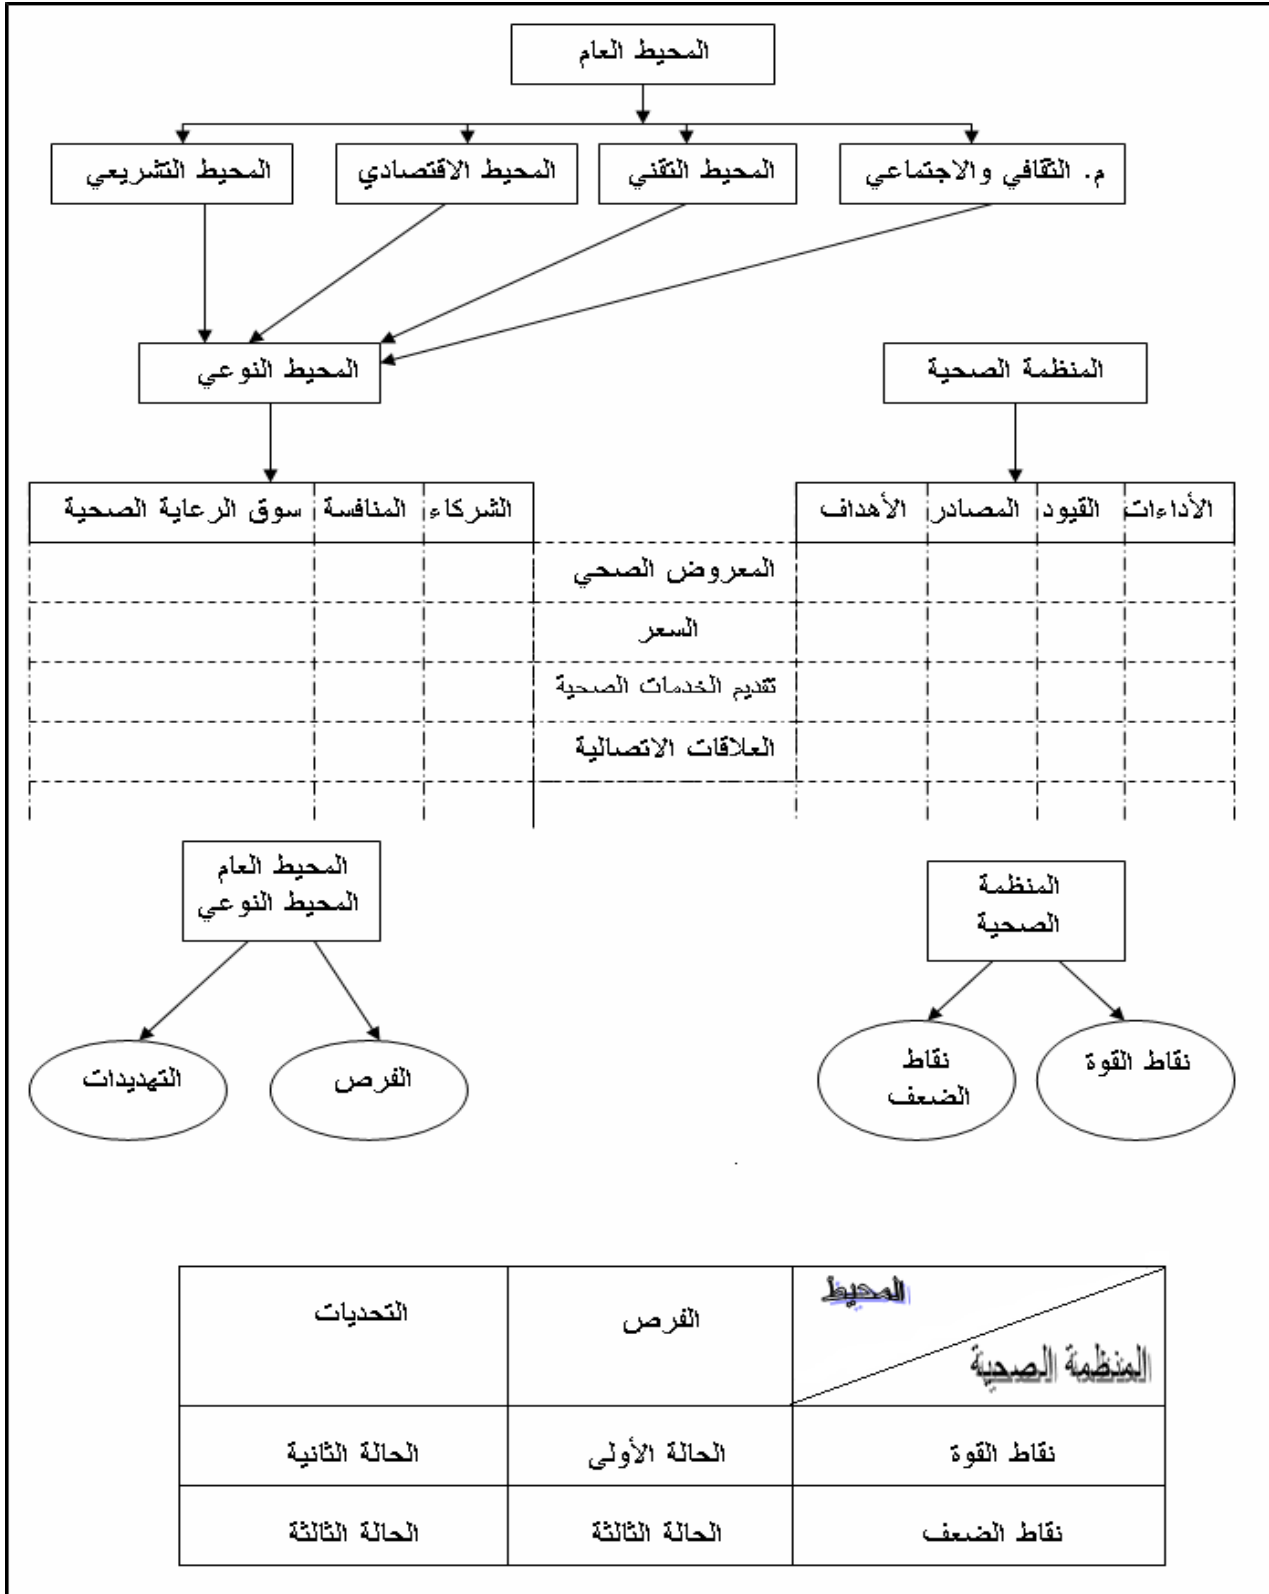 المحيط العام
م. الثقافي والاجتماعي
المحيط التقني
المحيط الاقتصادي
المحيط التشريعي
المنظمة الصحية
المحيط النوعي
الأداءات القيود المصادر الأهداف
الشركاء المنافسة سوق الرعاية الصحية
المعروض الصحي
السعر
تقديم الخدمات الصحية
العلاقات الاتصالية
المنظمة
الصحية
المحيط العام
المحيط النوعي
نقاط القوة
نقاط
الضعف
الفرص
التهديدات
المحيط
المنظمة الصحية
الفرص
التحديات
نقاط القوة
الحالة الأولى
الحالة الثانية
نقاط الضعف
الحالة الثالثة
الحالة الثالثة